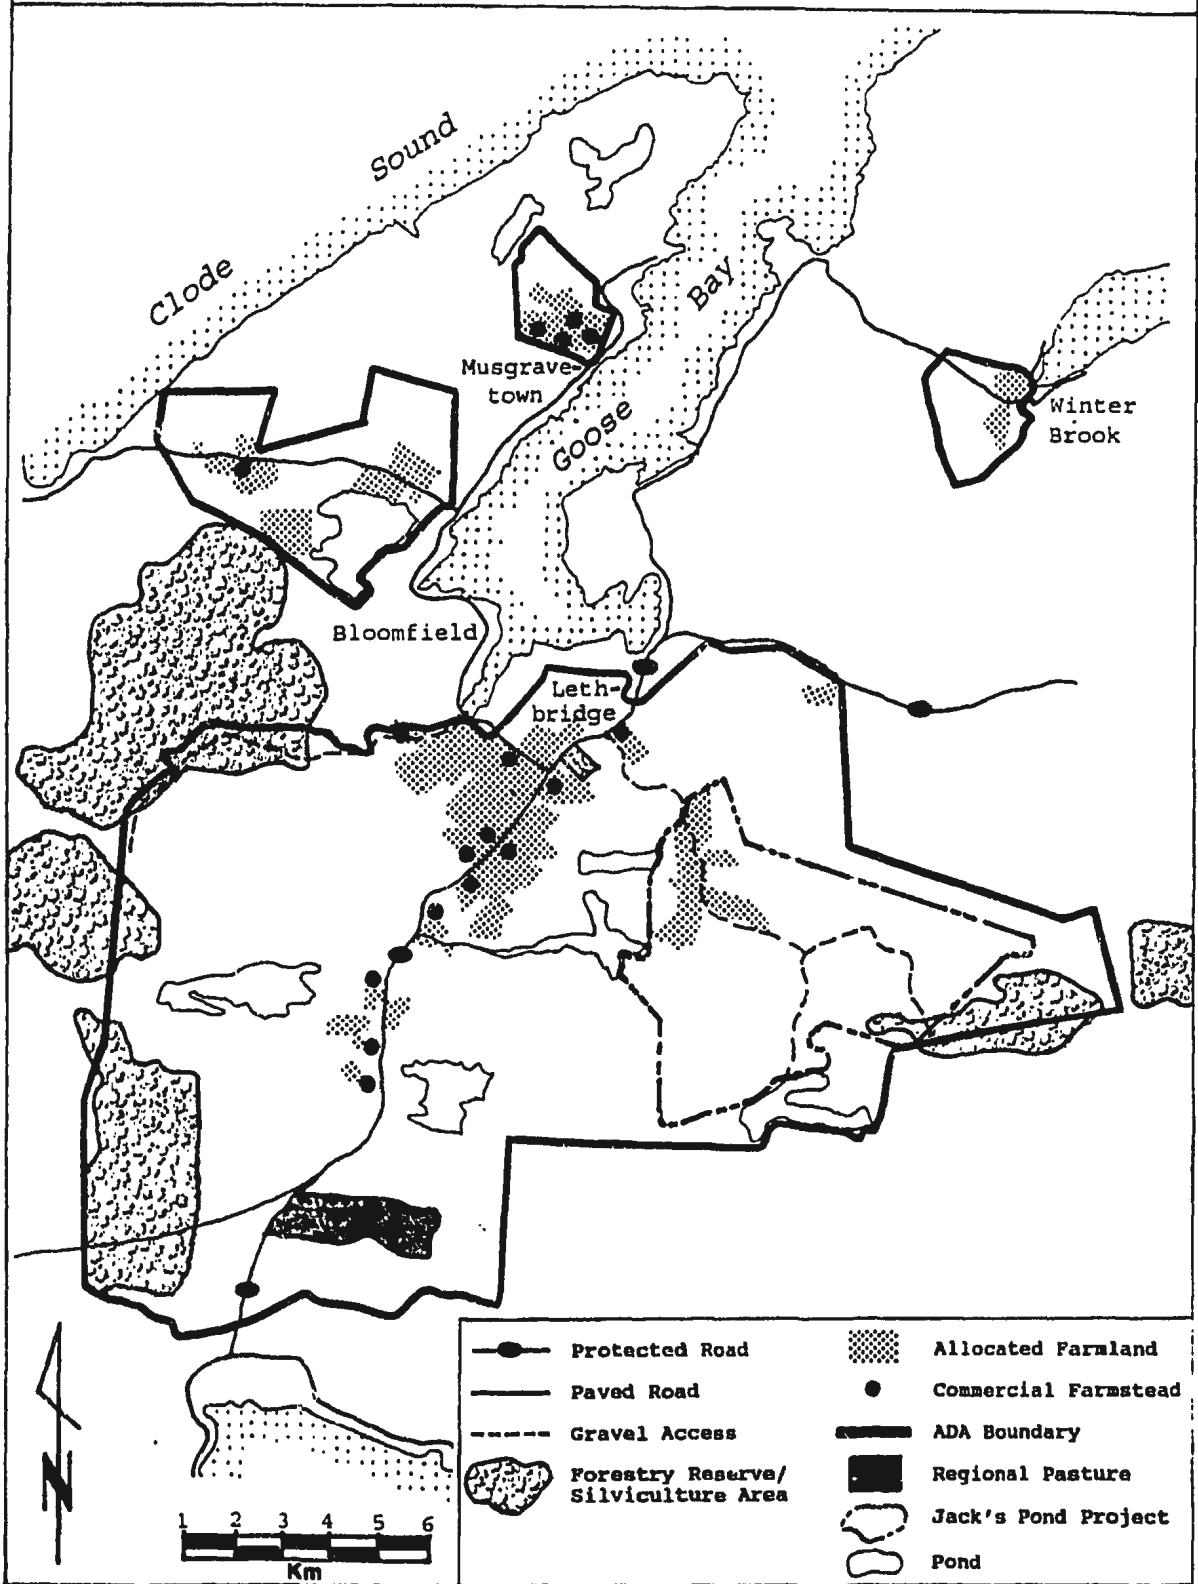 Sound
Clode
Bay
Musgrave-
town
Goose
Winter
Brook
Bloomfield
Leth-
bridge
Protected Road
Paved Road
Gravel Access
Forestry Reserve/
Silviculture Area
Allocated Farmland
Commercial Farmstead
ADA Boundary
Regional Pasture
Jack's Pond Project
Pond
N
1 2 3 4 5 6
Km